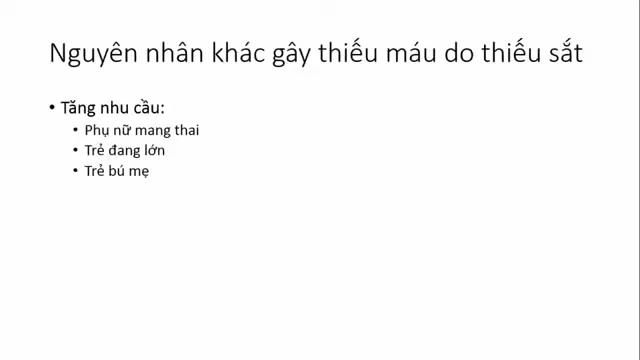 Nguyên nhân khác gây thiếu máu do thiếu sắt
• Tăng nhu cầu:
• Phụ nữ mang thai
• Trẻ đang lớn
• Trẻ bú mẹ